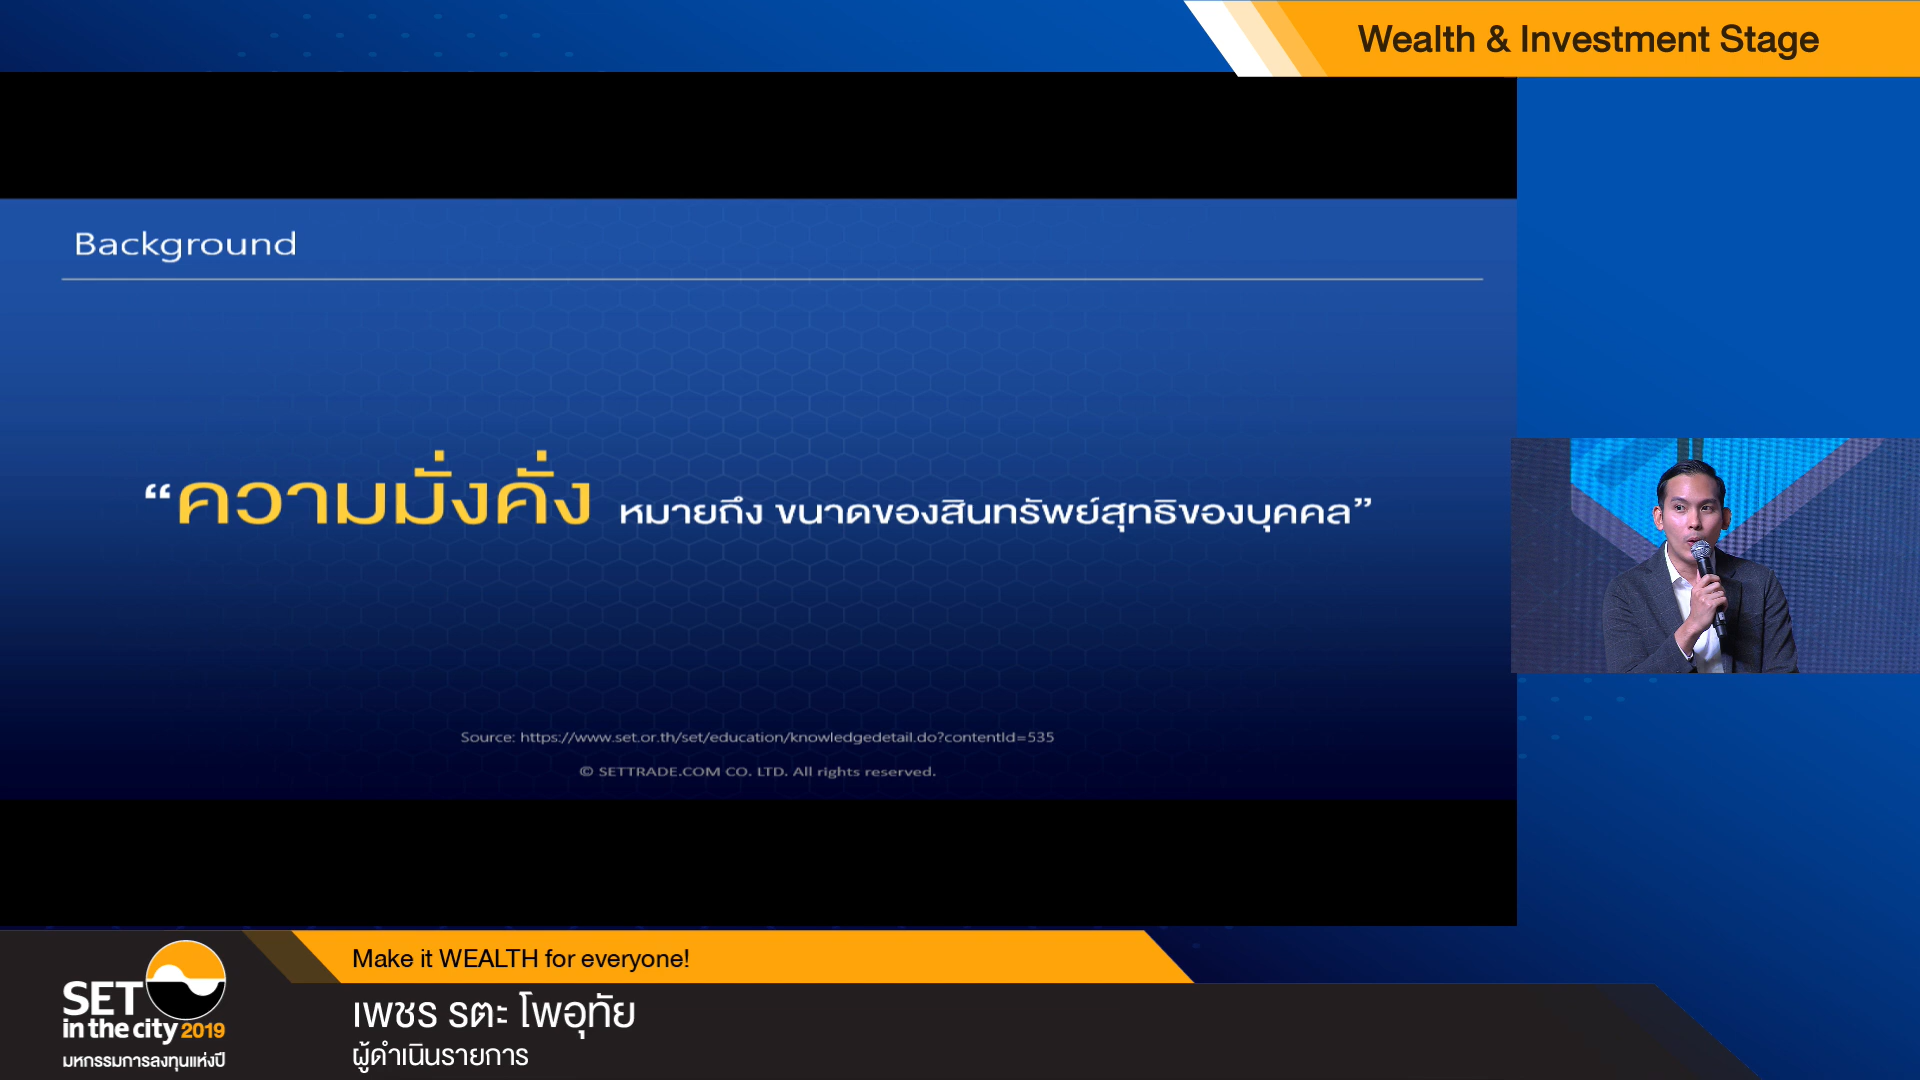 Wealth & Investment Stage
Background
“ความมั่งคั่ง หมายถึง ขนาดของสินทรัพย์สุทธิของบุคคล”
Source: https://www.set.or.th/set/education/knowledgedetail.do?contentId=535
© SETTRADE.COM CO. LTD. All rights reserved.
Make it WEALTH for everyone!
เพชร รตะ โพอุทัย
ผู้ดำเนินรายการ
SET
in the city 2019
มหกรรมการลงทุนแห่งปี